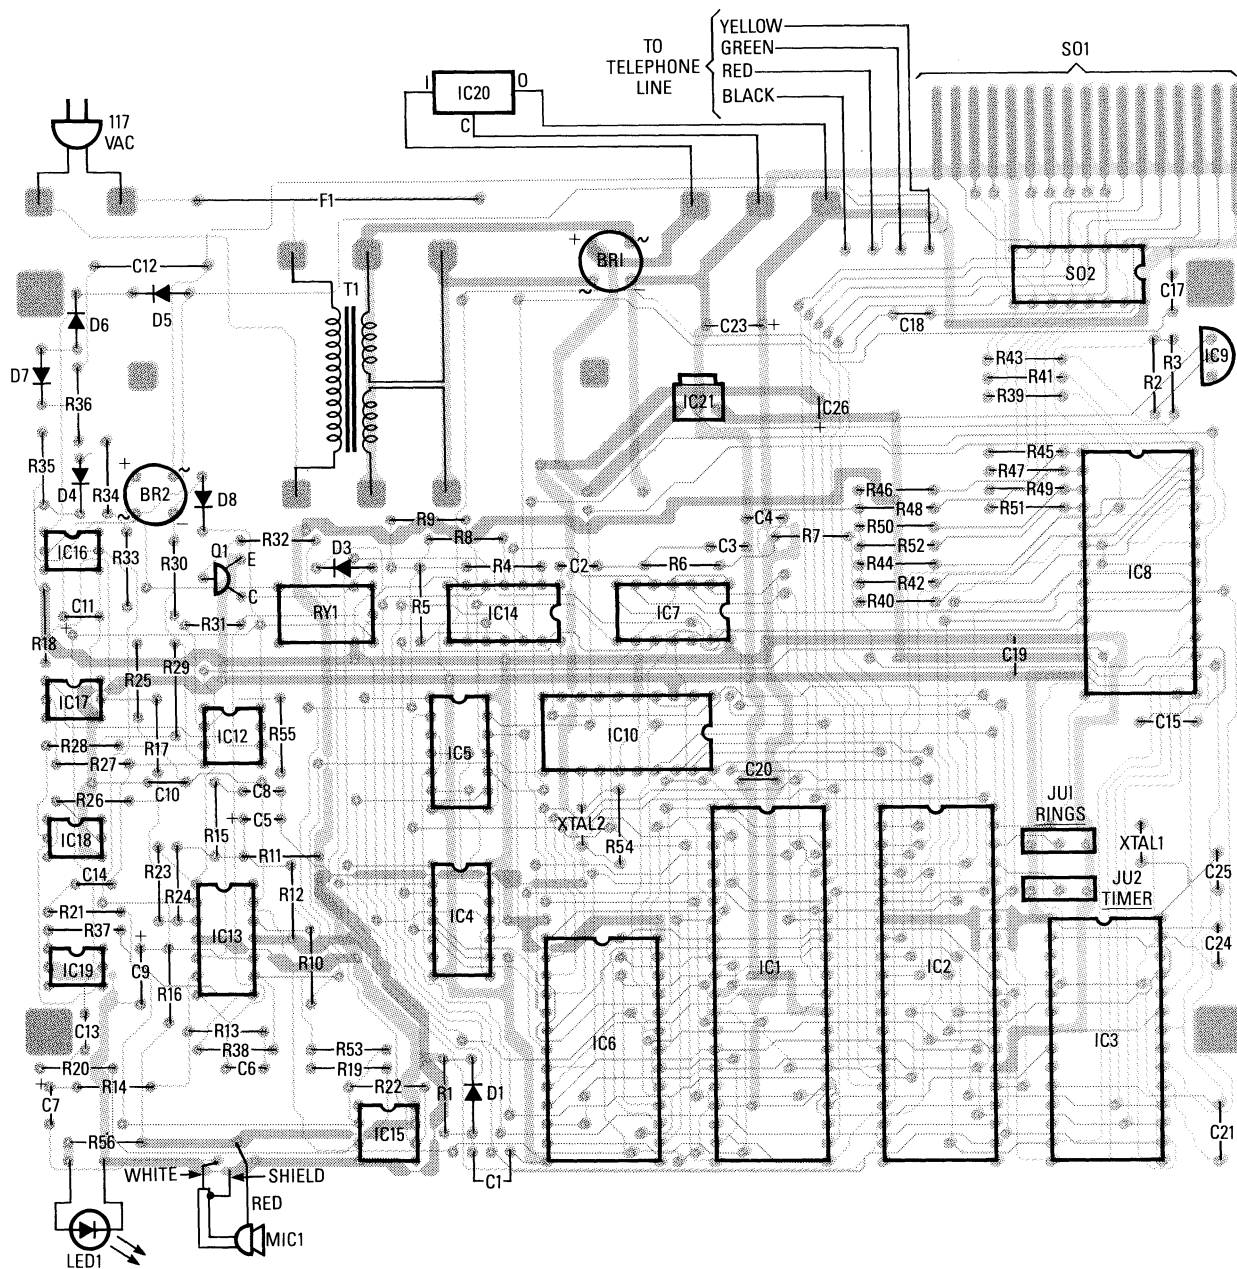 YELLOW
GREEN
RED
BLACK
TO
TELEPHONE
LINE
SO1
I
IC20
O
C
117
VAC
F1
C12
BR1
SO2
C17
D5
D6
T1
C23
+
C18
D7
R36
IC21
C26
+
R43
R41
R39
R2
R3
IC9
R35
D4
R34
+
BR2
~
~
−
D8
+
~
~
−
R45
R47
R49
R51
R46
R48
R50
R52
R44
R42
R40
IC8
IC16
R33
R30
Q1
E
C
R32
D3
R9
R8
R4
C2
C4
C3
R7
R6
C11
+
R31
RY1
R5
IC14
IC7
R18
R25
R29
C19
IC17
IC12
R55
IC5
IC10
C15
R28
R27
R17
C10
C8
C20
R26
R15
+
C5
XTAL2
R54
JU1
RINGS
XTAL1
IC18
R11
C14
R23
R24
R12
IC4
JU2
TIMER
C25
R21
R37
IC13
R10
+
C9
R16
IC19
IC1
IC2
C24
C13
R13
R38
C6
R53
R19
IC6
IC3
R20
R14
R22
R1
D1
+
C7
IC15
C21
R56
C1
WHITE
SHIELD
RED
MIC1
LED1